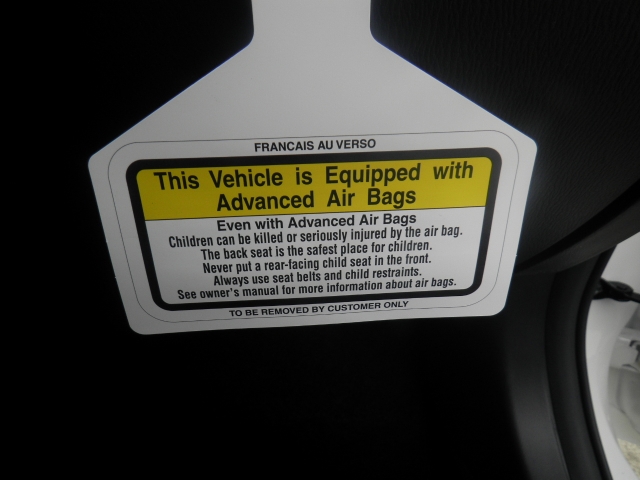 FRANCAIS AU VERSO
This Vehicle is Equipped with
Advanced Air Bags
Even with Advanced Air Bags
Children can be killed or seriously injured by the air bag.
The back seat is the safest place for children.
Never put a rear-facing child seat in the front.
Always use seat belts and child restraints.
See owner's manual for more information about air bags.
TO BE REMOVED BY CUSTOMER ONLY